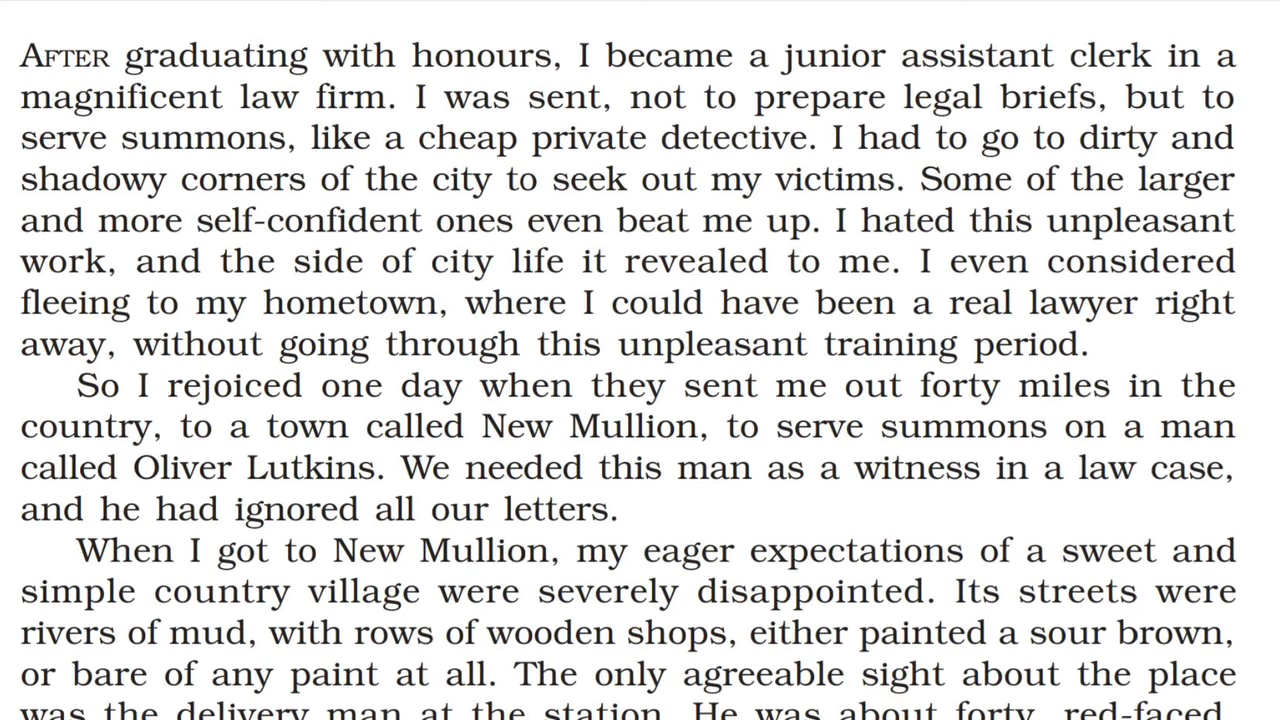 AFTER graduating with honours, I became a junior assistant clerk in a
magnificent law firm. I was sent, not to prepare legal briefs, but to
serve summons, like a cheap private detective. I had to go to dirty and
shadowy corners of the city to seek out my victims. Some of the larger
and more self-confident ones even beat me up. I hated this unpleasant
work, and the side of city life it revealed to me. I even considered
fleeing to my hometown, where I could have been a real lawyer right
away, without going through this unpleasant training period.
So I rejoiced one day when they sent me out forty miles in the
country, to a town called New Mullion, to serve summons on a man
called Oliver Lutkins. We needed this man as a witness in a law case,
and he had ignored all our letters.
When I got to New Mullion, my eager expectations of a sweet and
simple country village were severely disappointed. Its streets were
rivers of mud, with rows of wooden shops, either painted a sour brown,
or bare of any paint at all. The only agreeable sight about the place
was the delivery man at the station. He was about forty, red-faced,